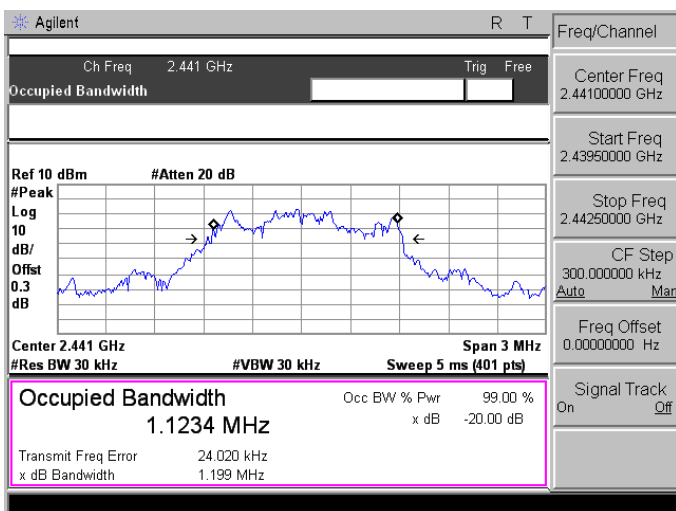 Agilent R T
Ch Freq 2.441 GHz Trig Free
Occupied Bandwidth
Ref 10 dBm #Atten 20 dB
#Peak
Log
10
dB/
Offst
0.3
dB
Center 2.441 GHz Span 3 MHz
#Res BW 30 kHz #VBW 30 kHz Sweep 5 ms (401 pts)
Occupied Bandwidth Occ BW % Pwr 99.00 %
1.1234 MHz x dB -20.00 dB
Transmit Freq Error 24.020 kHz
x dB Bandwidth 1.199 MHz
Freq/Channel
Center Freq
2.44100000 GHz
Start Freq
2.43950000 GHz
Stop Freq
2.44250000 GHz
CF Step
300.000000 kHz
Auto Man
Freq Offset
0.00000000 Hz
Signal Track
On Off